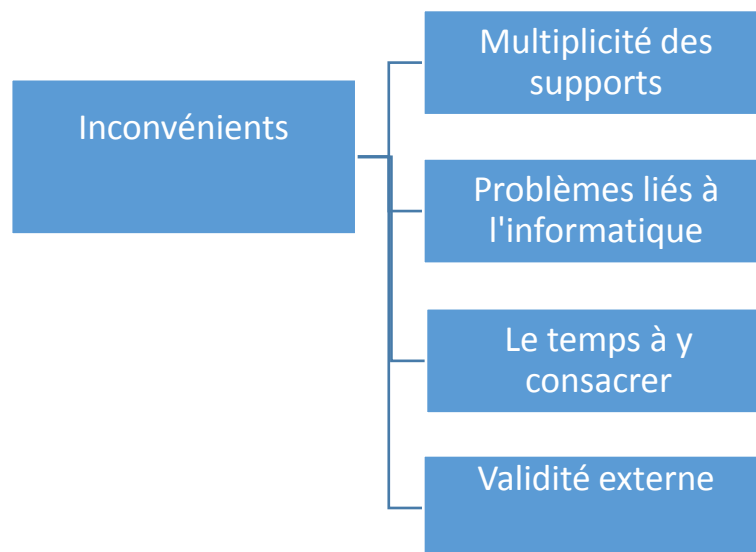 Inconvénients
Multiplicité des
supports
Problèmes liés à
l'informatique
Le temps à y
consacrer
Validité externe